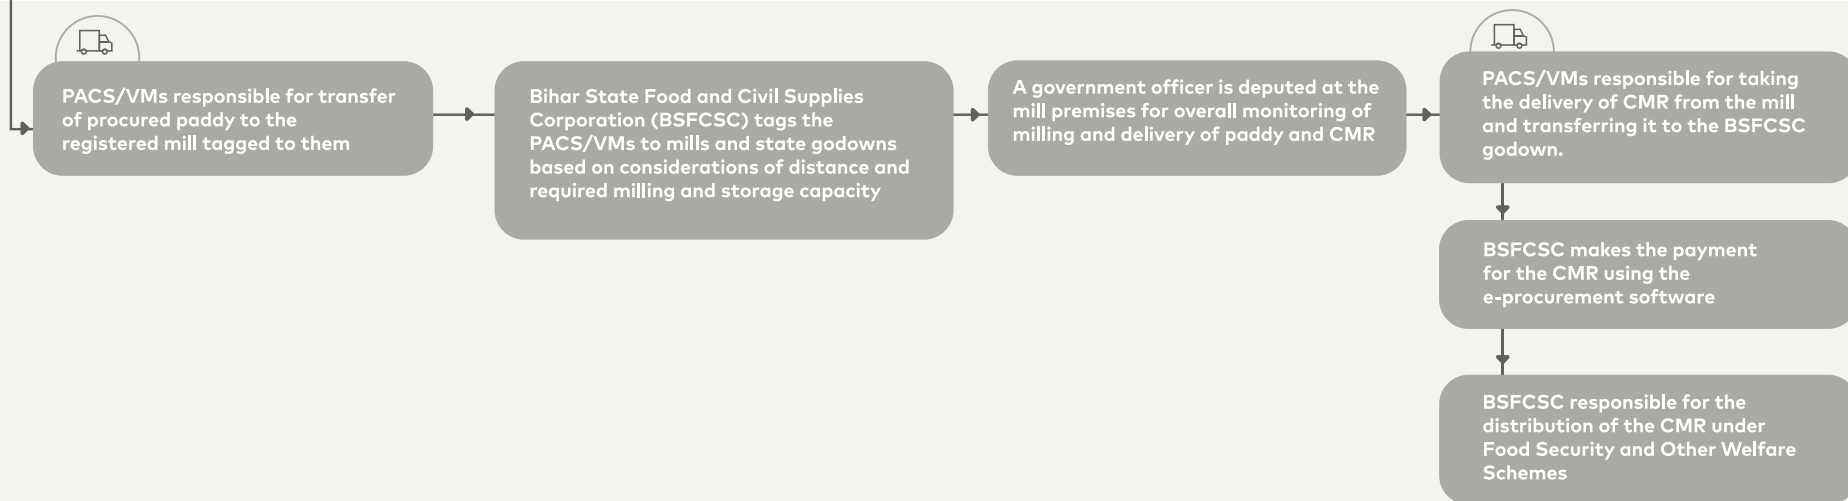 PACS/VMs responsible for transfer
of procured paddy to the
registered mill tagged to them
Bihar State Food and Civil Supplies
Corporation (BSFCSC) tags the
PACS/VMs to mills and state godowns
based on considerations of distance and
required milling and storage capacity
A government officer is deputed at the
mill premises for overall monitoring of
milling and delivery of paddy and CMR
PACS/VMs responsible for taking
the delivery of CMR from the mill
and transferring it to the BSFCSC
godown.
BSFCSC makes the payment
for the CMR using the
e-procurement software
BSFCSC responsible for the
distribution of the CMR under
Food Security and Other Welfare
Schemes